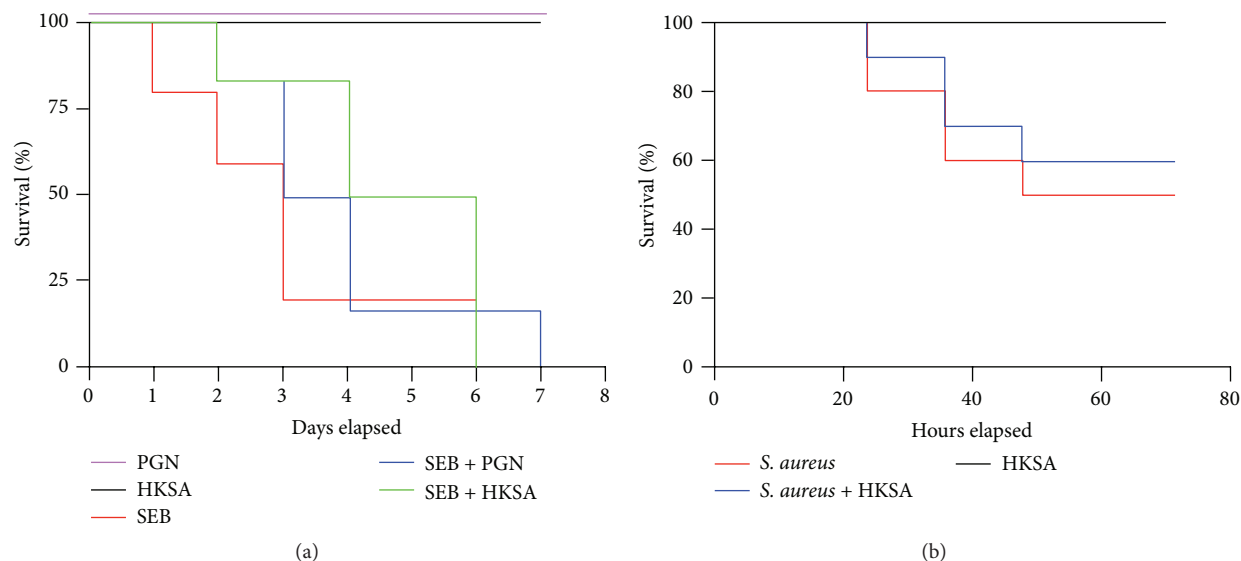 100
75
50
25
0
Survival (%)
0 1 2 3 4 5 6 7 8
Days elapsed
PGN
HKSA
SEB
SEB + PGN
SEB + HKSA
(a)
100
80
60
40
20
0
Survival (%)
0 20 40 60 80
Hours elapsed
S. aureus
S. aureus + HKSA
HKSA
(b)